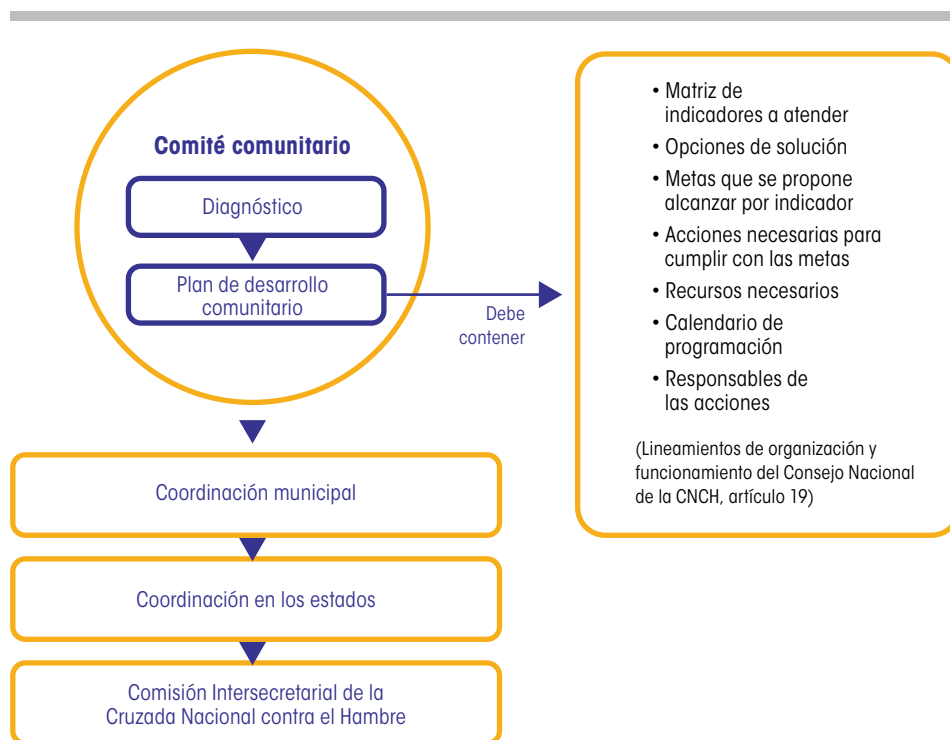 Comité comunitario
Diagnóstico
Plan de desarrollo
comunitario
Debe
contener
• Matriz de
indicadores a atender
• Opciones de solución
• Metas que se propone
alcanzar por indicador
• Acciones necesarias para
cumplir con las metas
• Recursos necesarios
• Calendario de
programación
• Responsables de
las acciones
(Lineamientos de organización y
funcionamiento del Consejo Nacional
de la CNCH, artículo 19)
Coordinación municipal
Coordinación en los estados
Comisión Intersecretarial de la
Cruzada Nacional contra el Hambre